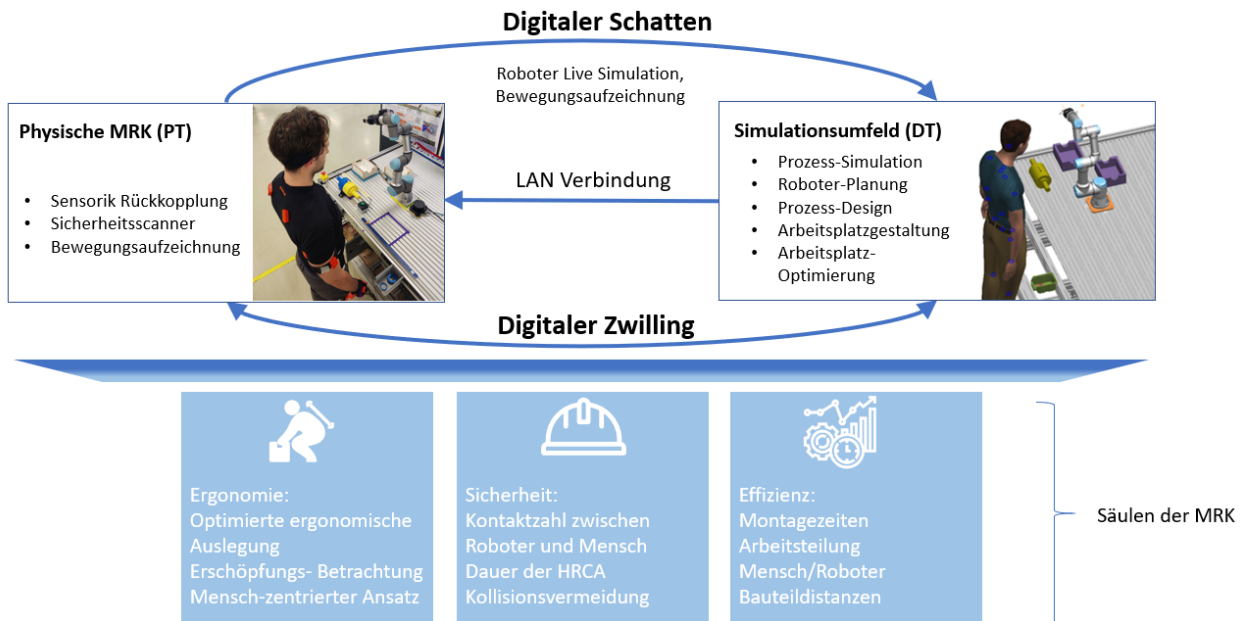 Digitaler Schatten
Roboter Live Simulation,
Bewegungsaufzeichnung
Physische MRK (PT)
• Sensorik Rückkopplung
• Sicherheitsscanner
• Bewegungsaufzeichnung
LAN Verbindung
Simulationsumfeld (DT)
• Prozess-Simulation
• Roboter-Planung
• Prozess-Design
• Arbeitsplatzgestaltung
• Arbeitsplatz-
Optimierung
Digitaler Zwilling
Ergonomie:
Optimierte ergonomische
Auslegung
Erschöpfungs- Betrachtung
Mensch-zentrierter Ansatz
Sicherheit:
Kontaktzahl zwischen
Roboter und Mensch
Dauer der HRCA
Kollisionsvermeidung
Effizienz:
Montagezeiten
Arbeitsteilung
Mensch/Roboter
Bauteildistanzen
Säulen der MRK